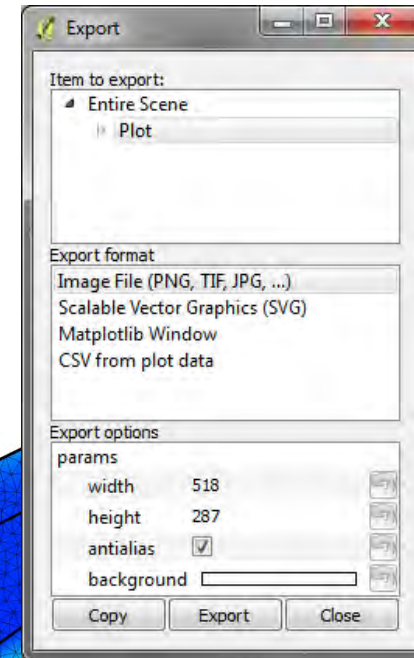 Export
Item to export:
Entire Scene
Plot
Export format
Image File (PNG, TIF, JPG, ...)
Scalable Vector Graphics (SVG)
Matplotlib Window
CSV from plot data
Export options
params
width 518
height 287
antialias
background
Copy Export Close